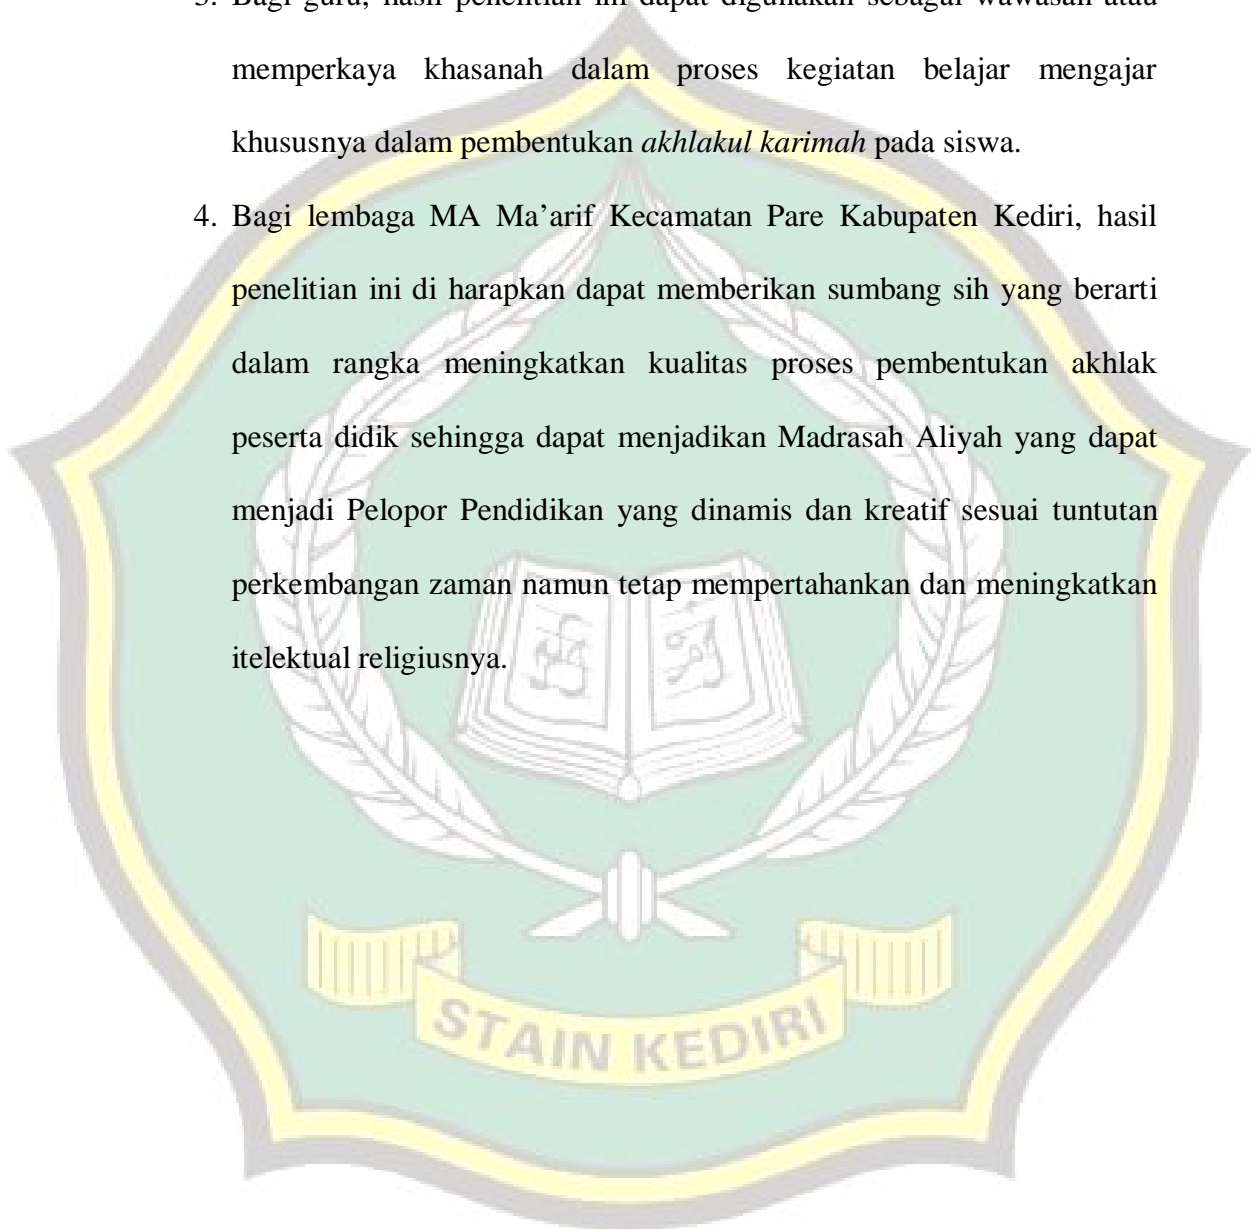 3. Bagi guru, hasil penelitian ini dapat digunakan sebagai wawasan atau
memperkaya khasanah dalam proses kegiatan belajar mengajar
khususnya dalam pembentukan akhlakul karimah pada siswa.
4. Bagi lembaga MA Ma’arif Kecamatan Pare Kabupaten Kediri, hasil
penelitian ini di harapkan dapat memberikan sumbang sih yang berarti
dalam rangka meningkatkan kualitas proses pembentukan akhlak
peserta didik sehingga dapat menjadikan Madrasah Aliyah yang dapat
menjadi Pelopor Pendidikan yang dinamis dan kreatif sesuai tuntutan
perkembangan zaman namun tetap mempertahankan dan meningkatkan
itelektual religiusnya.
STAIN KEDIRI